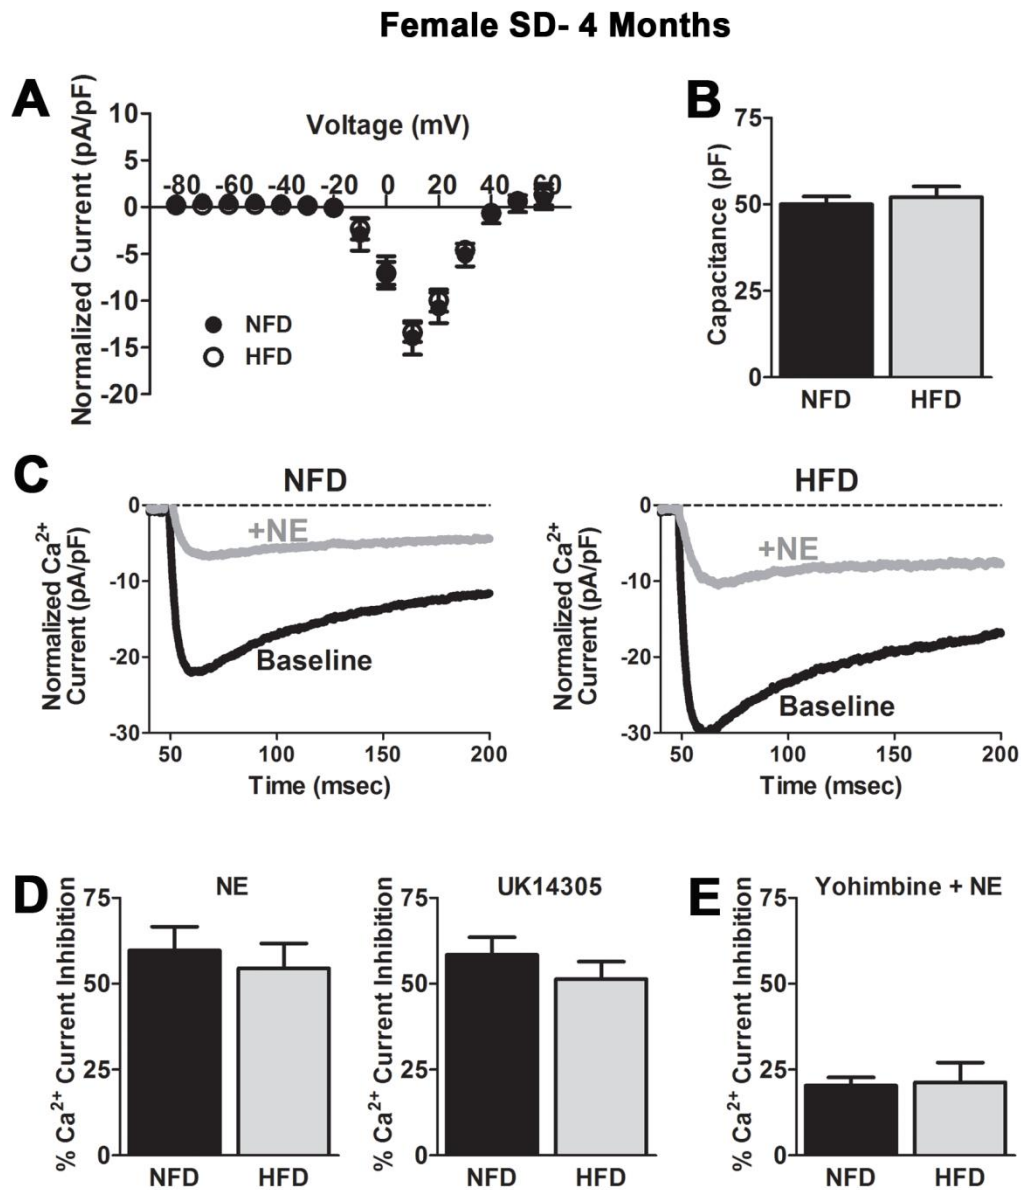 Female SD- 4 Months
A
Normalized Current (pA/pF)
10
5
0
-5
-10
-15
-20
Voltage (mV)
-80 -60 -40 -20 0 20 40 60
NFD
HFD
B
Capacitance (pF)
75
50
25
0
NFD HFD
C
NFD
Normalized Ca2+
Current (pA/pF)
0
-10
-20
-30
+NE
Baseline
50 100 150 200
Time (msec)
HFD
Normalized Ca2+
Current (pA/pF)
0
-10
-20
-30
+NE
Baseline
50 100 150 200
Time (msec)
D
NE
% Ca2+ Current Inhibition
75
50
25
0
NFD HFD
UK14305
% Ca2+ Current Inhibition
75
50
25
0
NFD HFD
E
Yohimbine + NE
% Ca2+ Current Inhibition
75
50
25
0
NFD HFD